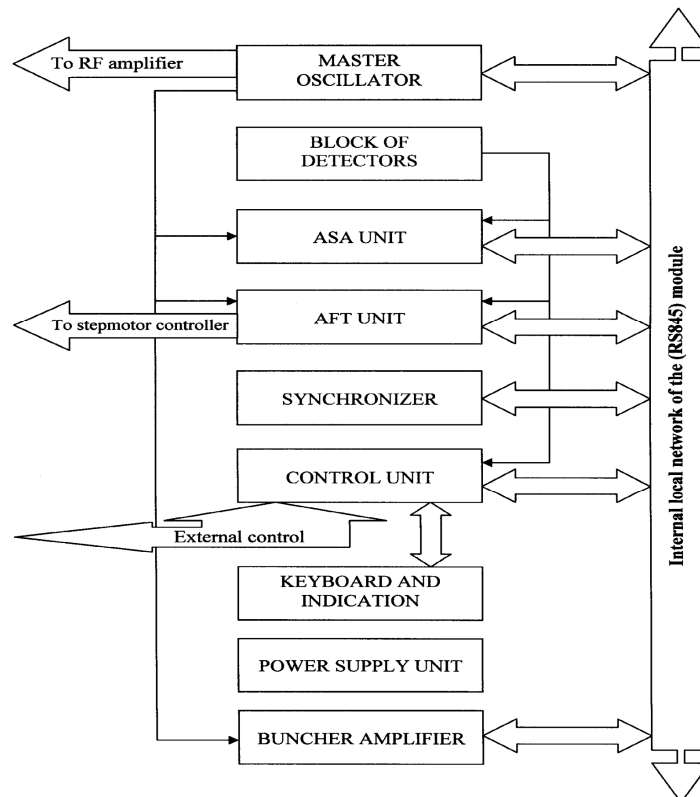 To RF amplifier
MASTER
OSCILLATOR
BLOCK OF
DETECTORS
ASA UNIT
AFT UNIT
To stepmotor controller
SYNCHRONIZER
CONTROL UNIT
External control
KEYBOARD AND
INDICATION
POWER SUPPLY UNIT
BUNCHER AMPLIFIER
Internal local network of the (RS845) module